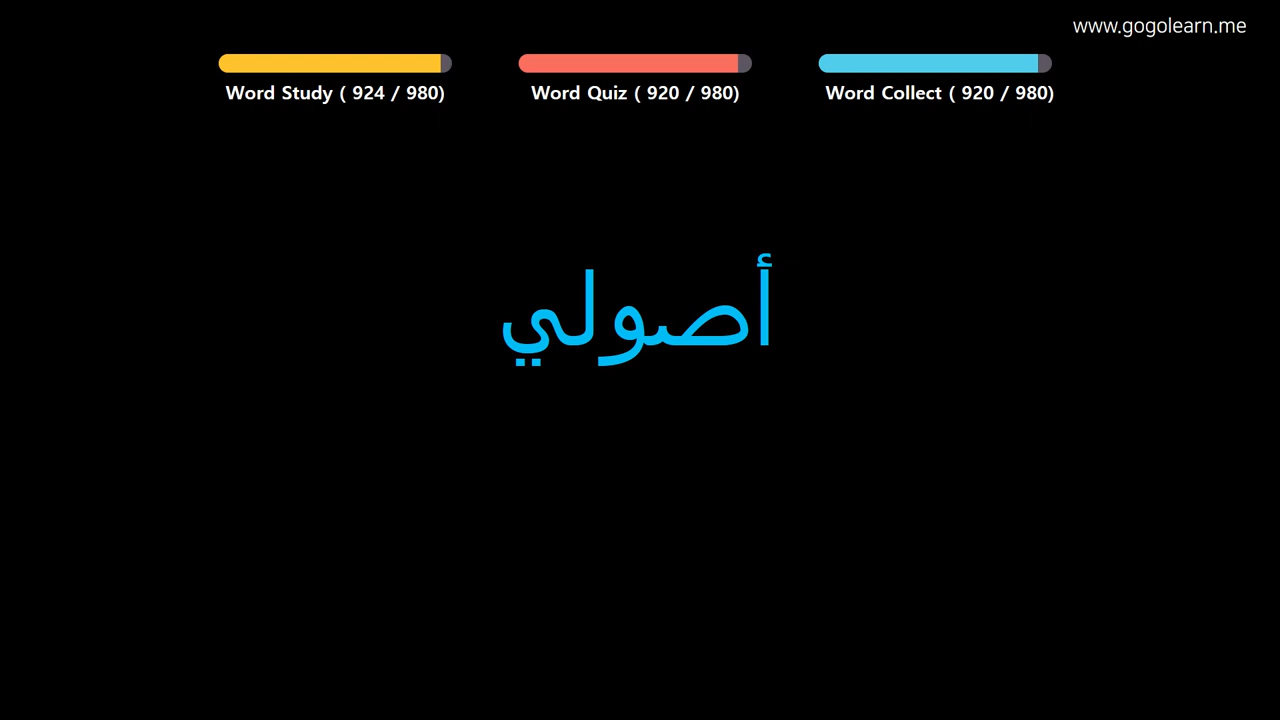 www.gogolearn.me
Word Study ( 924 / 980)
Word Quiz ( 920 / 980)
Word Collect ( 920 / 980)
أصولي